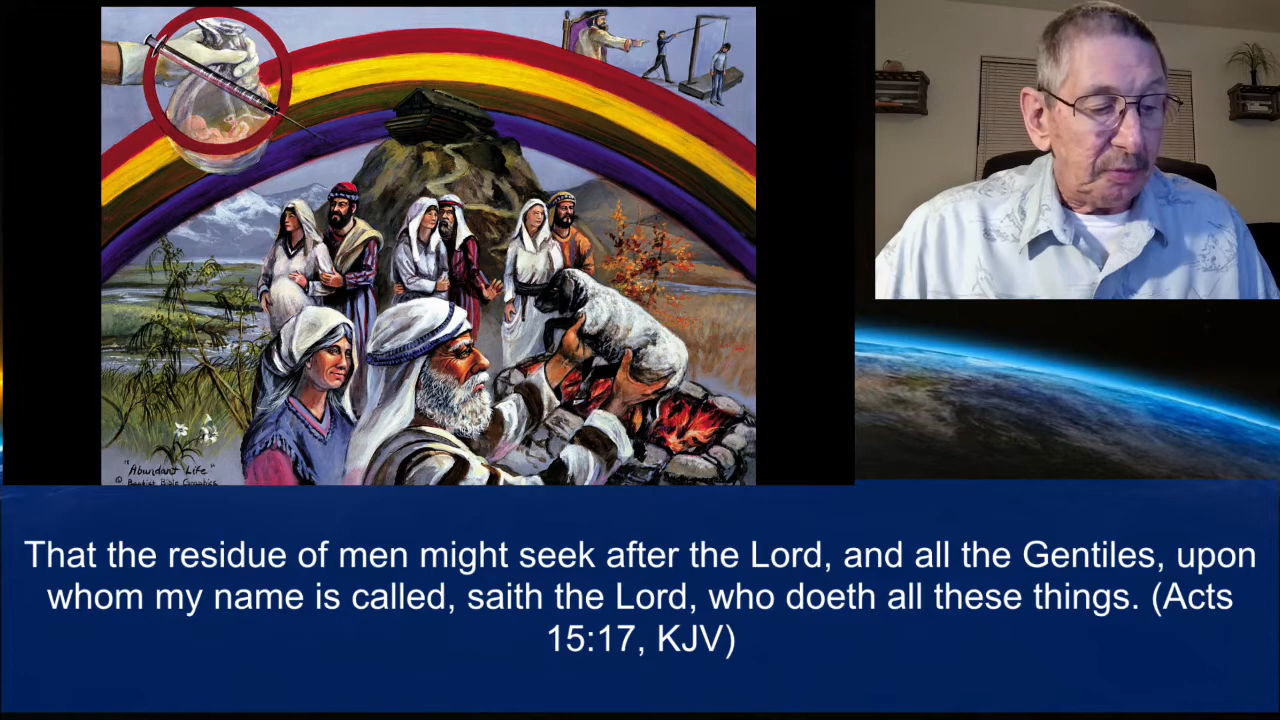 "Abundant Life"
© Baptist Bible Graphics
That the residue of men might seek after the Lord, and all the Gentiles, upon
whom my name is called, saith the Lord, who doeth all these things. (Acts
15:17, KJV)